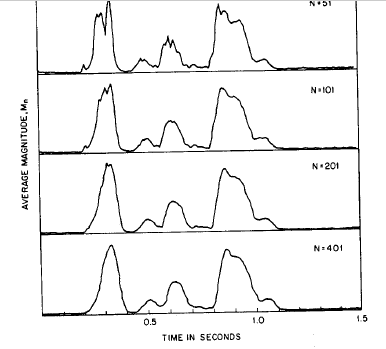 N=51
N=101
AVERAGE MAGNITUDE, Mn
N=201
N=401
0.5
1.0
1.5
TIME IN SECONDS